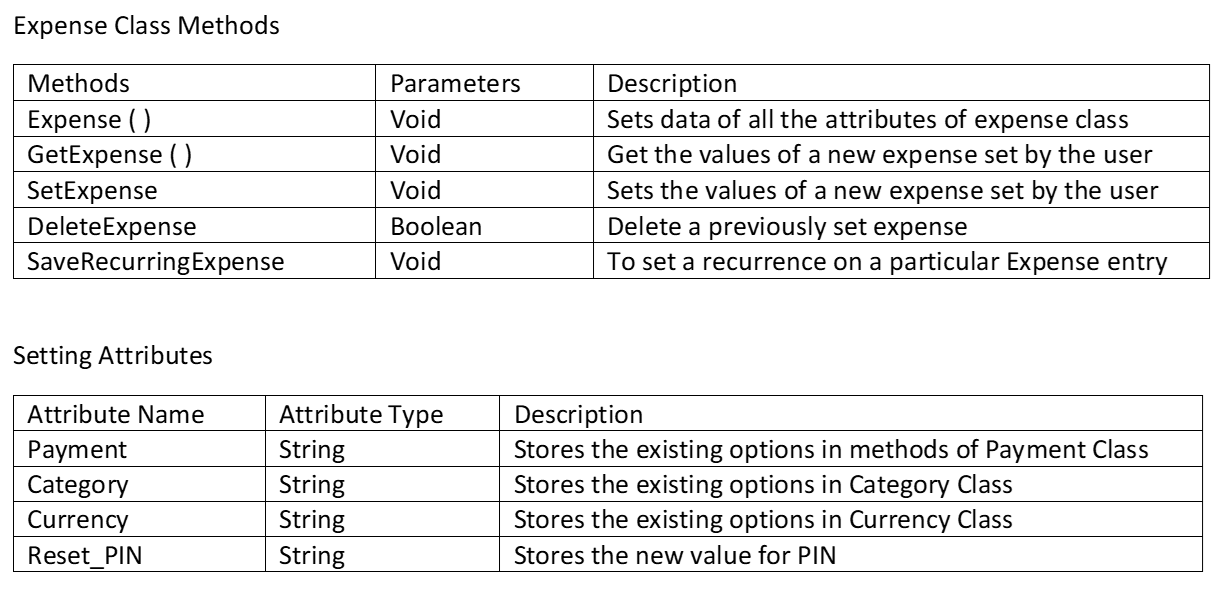 Expense Class Methods
Methods Parameters Description
Expense ( ) Void Sets data of all the attributes of expense class
GetExpense ( ) Void Get the values of a new expense set by the user
SetExpense Void Sets the values of a new expense set by the user
DeleteExpense Boolean Delete a previously set expense
SaveRecurringExpense Void To set a recurrence on a particular Expense entry
Setting Attributes
Attribute Name Attribute Type Description
Payment String Stores the existing options in methods of Payment Class
Category String Stores the existing options in Category Class
Currency String Stores the existing options in Currency Class
Reset_PIN String Stores the new value for PIN